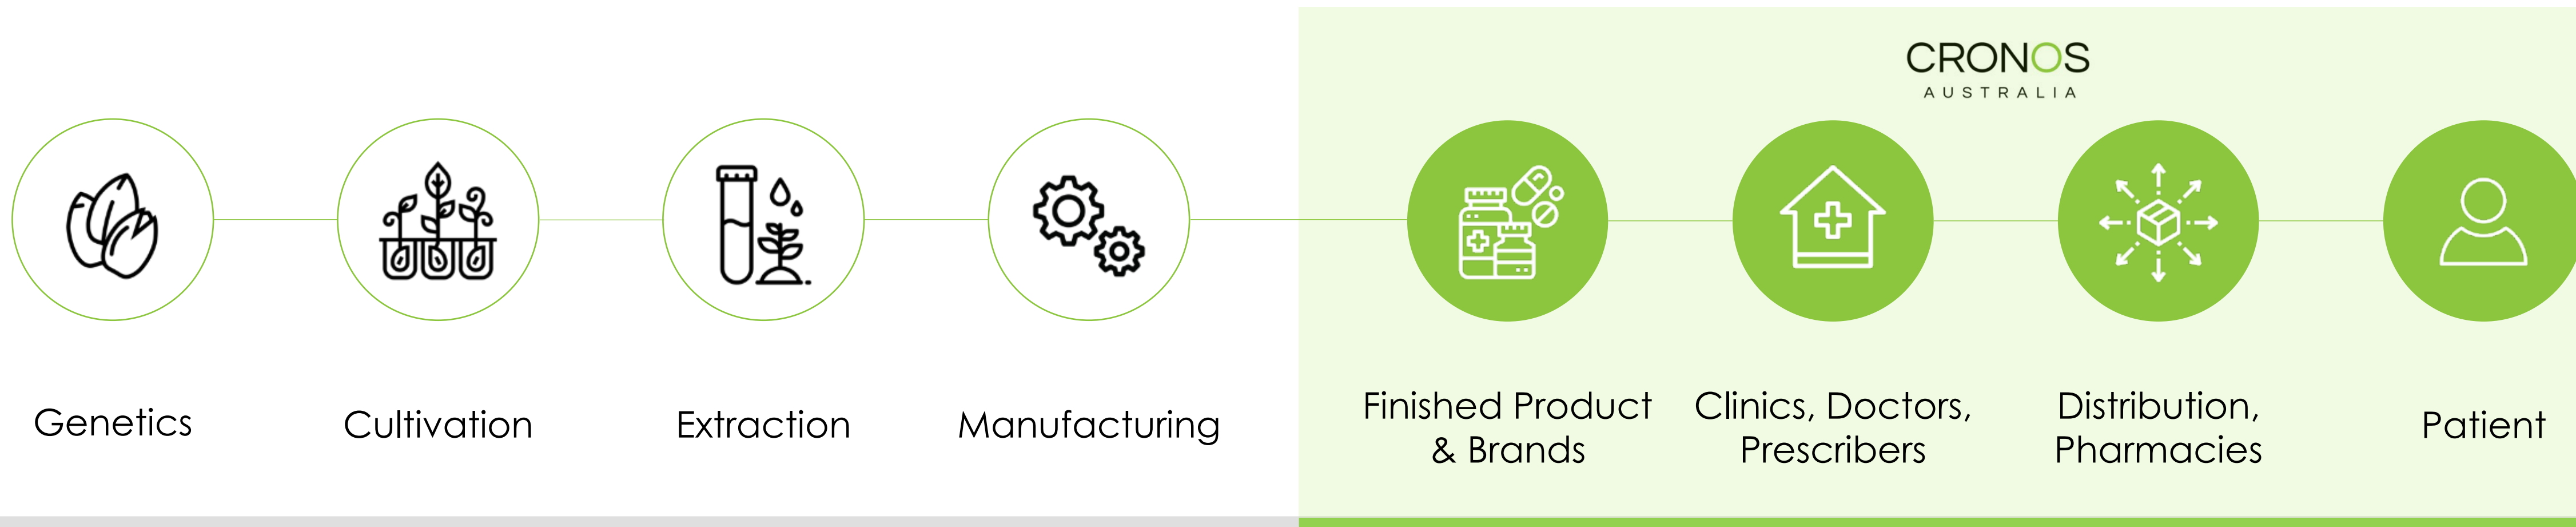 CRONOS
AUSTRALIA
Genetics
Cultivation
Extraction
Manufacturing
Finished Product
& Brands
Clinics, Doctors,
Prescribers
Distribution,
Pharmacies
Patient